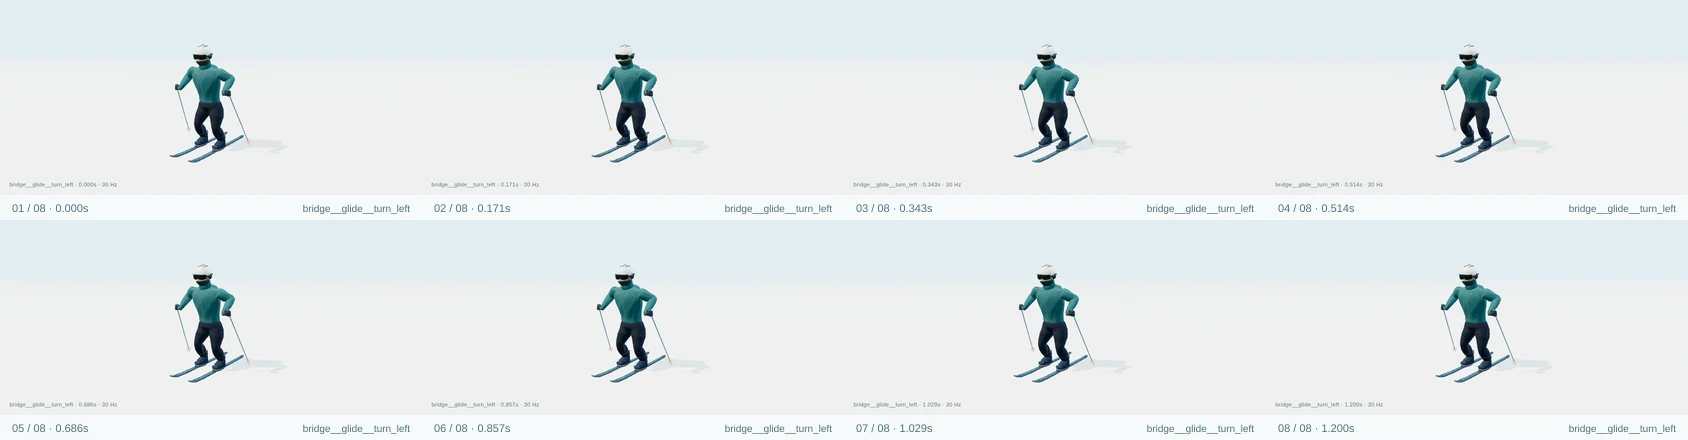 bridge__glide__turn_left · 0.000s · 30 Hz
01 / 08 · 0.000s bridge__glide__turn_left
bridge__glide__turn_left · 0.171s · 30 Hz
02 / 08 · 0.171s bridge__glide__turn_left
bridge__glide__turn_left · 0.343s · 30 Hz
03 / 08 · 0.343s bridge__glide__turn_left
bridge__glide__turn_left · 0.514s · 30 Hz
04 / 08 · 0.514s bridge__glide__turn_left
bridge__glide__turn_left · 0.686s · 30 Hz
05 / 08 · 0.686s bridge__glide__turn_left
bridge__glide__turn_left · 0.857s · 30 Hz
06 / 08 · 0.857s bridge__glide__turn_left
bridge__glide__turn_left · 1.029s · 30 Hz
07 / 08 · 1.029s bridge__glide__turn_left
bridge__glide__turn_left · 1.200s · 30 Hz
08 / 08 · 1.200s bridge__glide__turn_left